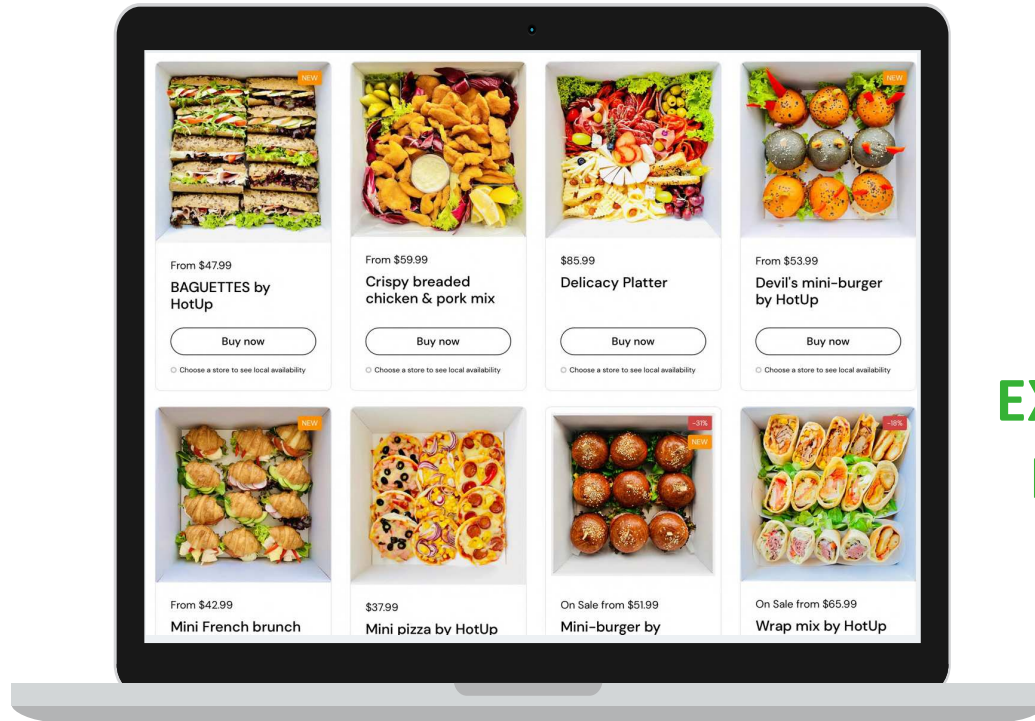 NEW
From $47.99
BAGUETTES by
HotUp
Buy now
Choose a store to see local availability
From $59.99
Crispy breaded
chicken & pork mix
Buy now
Choose a store to see local availability
$85.99
Delicacy Platter
Buy now
Choose a store to see local availability
NEW
From $53.99
Devil's mini-burger
by HotUp
Buy now
Choose a store to see local availability
NEW
From $42.99
Mini French brunch
$37.99
Mini pizza by HotUp
-31%
NEW
On Sale from $51.99
Mini-burger by
-18%
On Sale from $65.99
Wrap mix by HotUp
EX